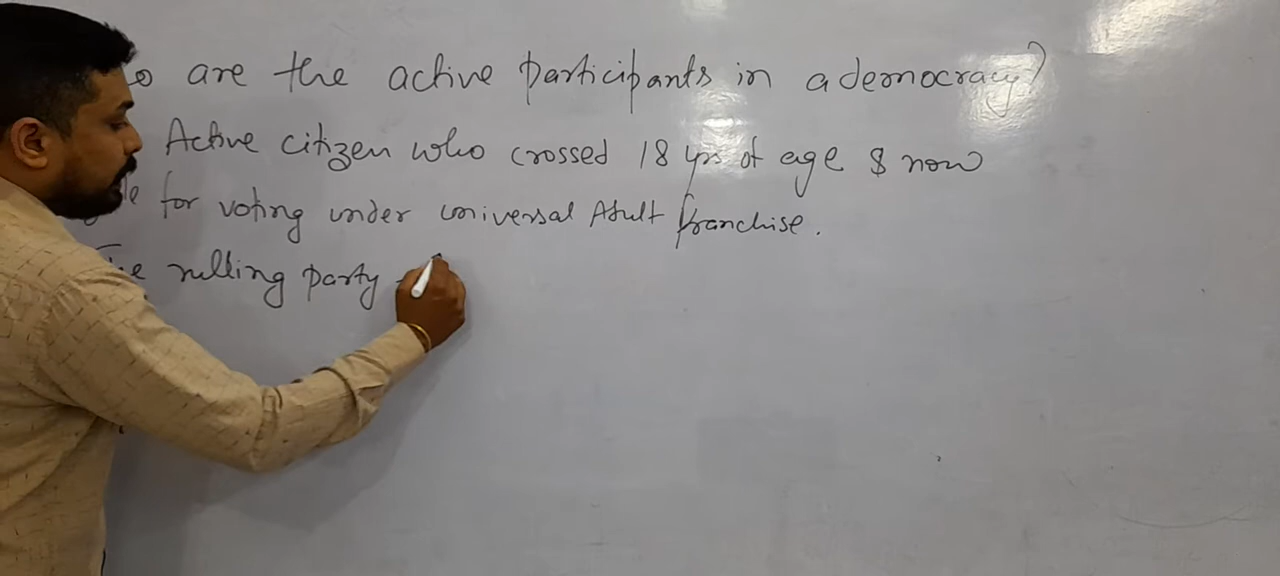 are the active participants in a democracy?
Active citizen who crossed 18 yrs of age & now
for voting under universal Adult franchise.
rulling party